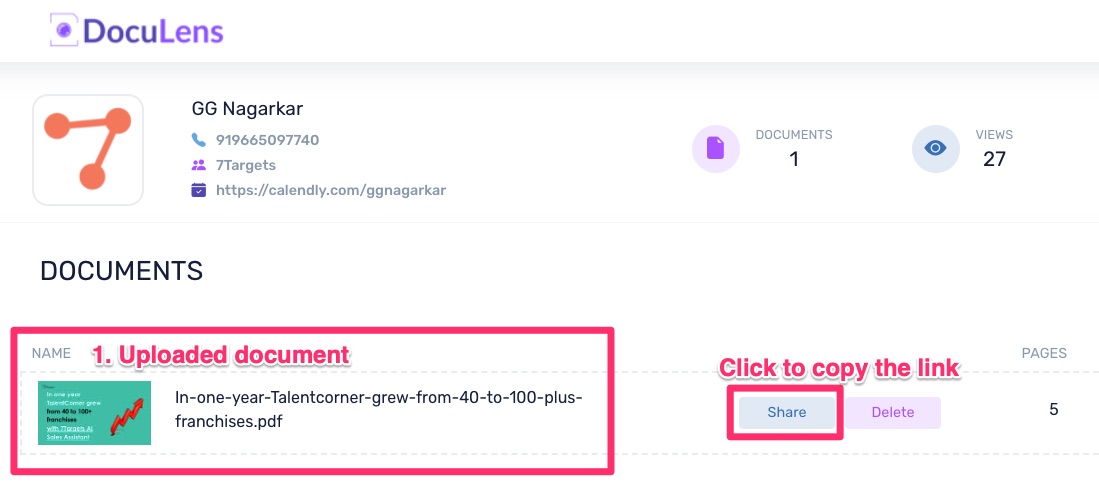 DocuLens
GG Nagarkar
919665097740
7Targets
https://calendly.com/ggnagarkar
DOCUMENTS
1
VIEWS
27
DOCUMENTS
NAME
1. Uploaded document
Click to copy the link
PAGES
In one year
TalentCorner grew
from 40 to 100+
franchises
with 7Targets AI
Sales Assistant
In-one-year-Talentcorner-grew-from-40-to-100-plus-
franchises.pdf
Share
Delete
5